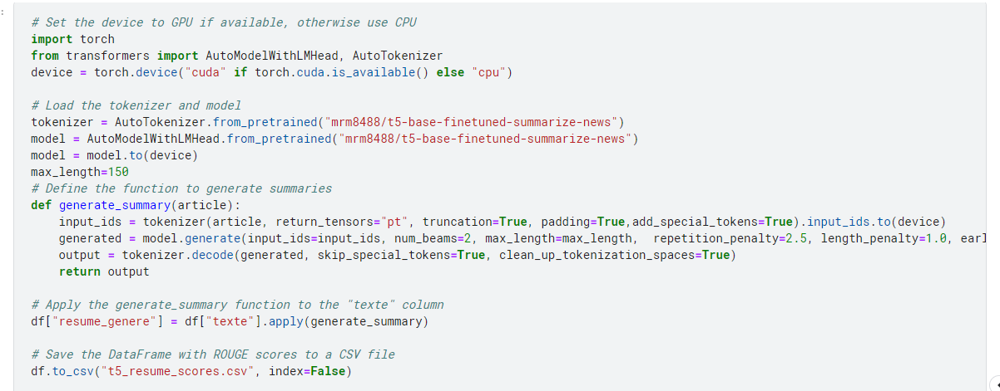 # Set the device to GPU if available, otherwise use CPU
import torch
from transformers import AutoModelWithLMHead, AutoTokenizer
device = torch.device("cuda" if torch.cuda.is_available() else "cpu")
# Load the tokenizer and model
tokenizer = AutoTokenizer.from_pretrained("mrm8488/t5-base-finetuned-summarize-news")
model = AutoModelWithLMHead.from_pretrained("mrm8488/t5-base-finetuned-summarize-news")
model = model.to(device)
max_length=150
# Define the function to generate summaries
def generate_summary(article):
    input_ids = tokenizer(article, return_tensors="pt", truncation=True, padding=True,add_special_tokens=True).input_ids.to(device)
    generated = model.generate(input_ids=input_ids, num_beams=2, max_length=max_length,  repetition_penalty=2.5, length_penalty=1.0, earl
    output = tokenizer.decode(generated, skip_special_tokens=True, clean_up_tokenization_spaces=True)
    return output
# Apply the generate_summary function to the "texte" column
df["resume_genere"] = df["texte"].apply(generate_summary)
# Save the DataFrame with ROUGE scores to a CSV file
df.to_csv("t5_resume_scores.csv", index=False)